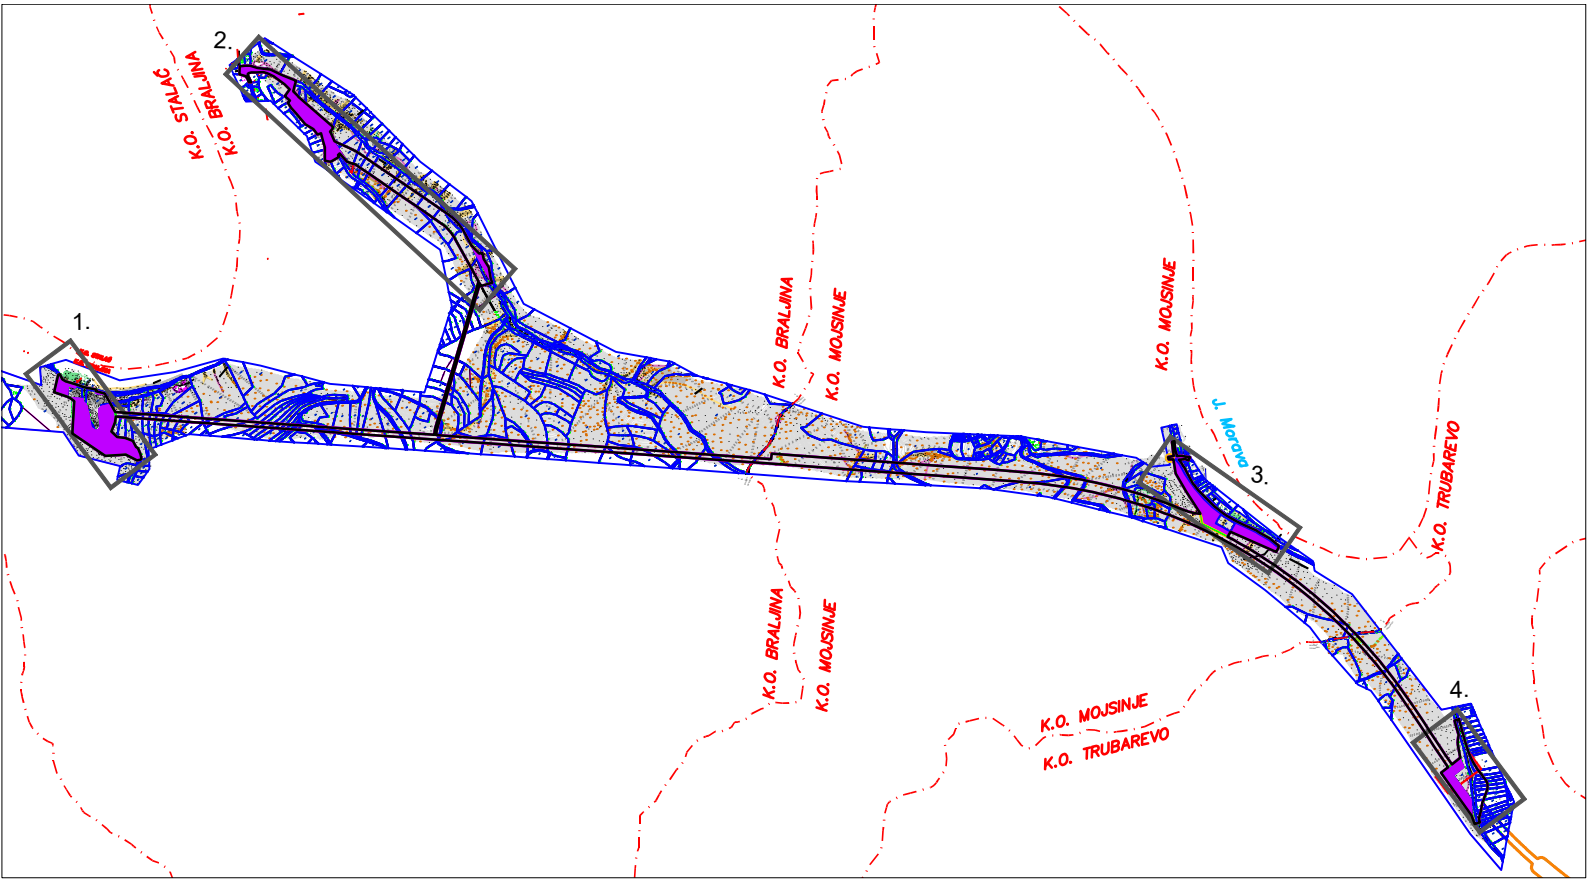 2.
K.O. STALAĆ
K.O. BRALJINA
1.
K.O. BRALJINA
K.O. MOJSINJE
K.O. MOJSINJE
J. Morava
3.
K.O. TRUBAREVO
K.O. BRALJINA
K.O. MOJSINJE
4.
K.O. MOJSINJE
K.O. TRUBAREVO